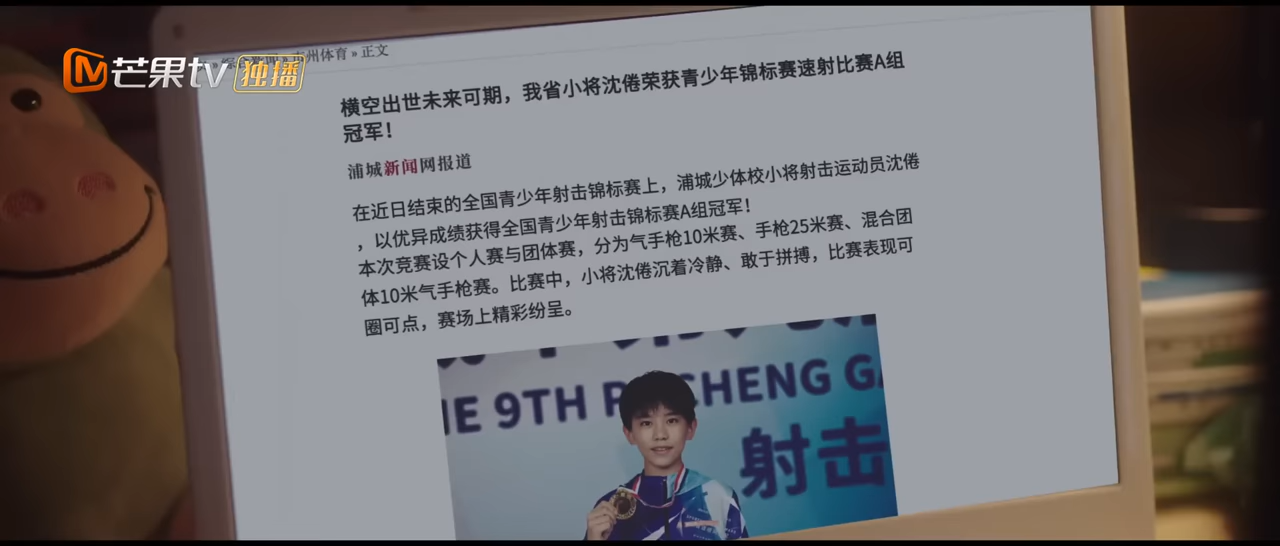 芒果tv 独播
州体育 » 正文
横空出世未来可期，我省小将沈倦荣获青少年锦标赛速射比赛A组
冠军！
浦城新闻网报道
在近日结束的全国青少年射击锦标赛上，浦城少体校小将射击运动员沈倦
，以优异成绩获得全国青少年射击锦标赛A组冠军！
本次竞赛设个人赛与团体赛，分为气手枪10米赛、手枪25米赛、混合团
体10米气手枪赛。比赛中，小将沈倦沉着冷静、敢于拼搏，比赛表现可
圈可点，赛场上精彩纷呈。
9TH
射击